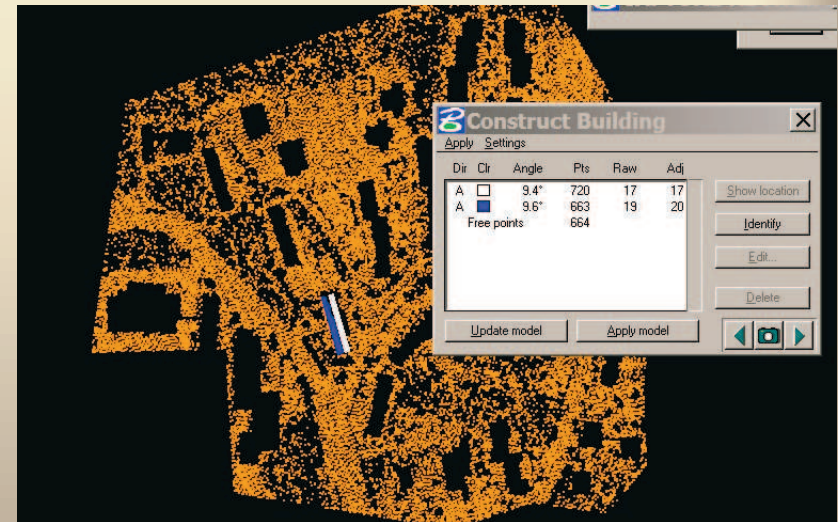 Construct Building
Apply Settings
Dir Clr Angle Pts Raw Adj
A 9.4° 720 17 17
A 9.6° 663 19 20
Free points 664
Show location
Identify
Edit...
Delete
Update model Apply model